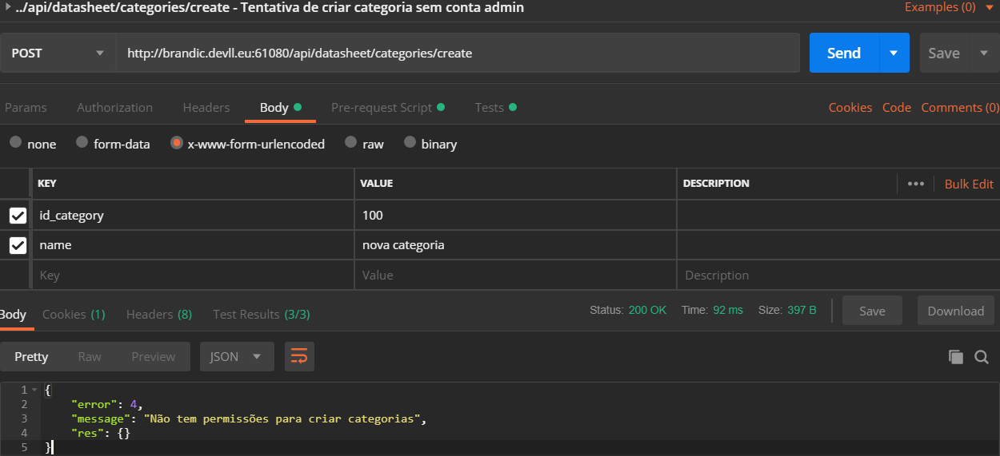 ../api/datasheet/categories/create - Tentativa de criar categoria sem conta admin Examples (0)
POST http://brandic.devll.eu:61080/api/datasheet/categories/create Send Save
Params Authorization Headers Body Pre-request Script Tests Cookies Code Comments (0)
none form-data x-www-form-urlencoded raw binary
KEY VALUE DESCRIPTION ••• Bulk Edit
id_category 100
name nova categoria
Key Value Description
Body Cookies (1) Headers (8) Test Results (3/3) Status: 200 OK Time: 92 ms Size: 397 B Save Download
Pretty Raw Preview JSON
1 {
2 "error": 4,
3 "message": "Não tem permissões para criar categorias",
4 "res": {}
5 }